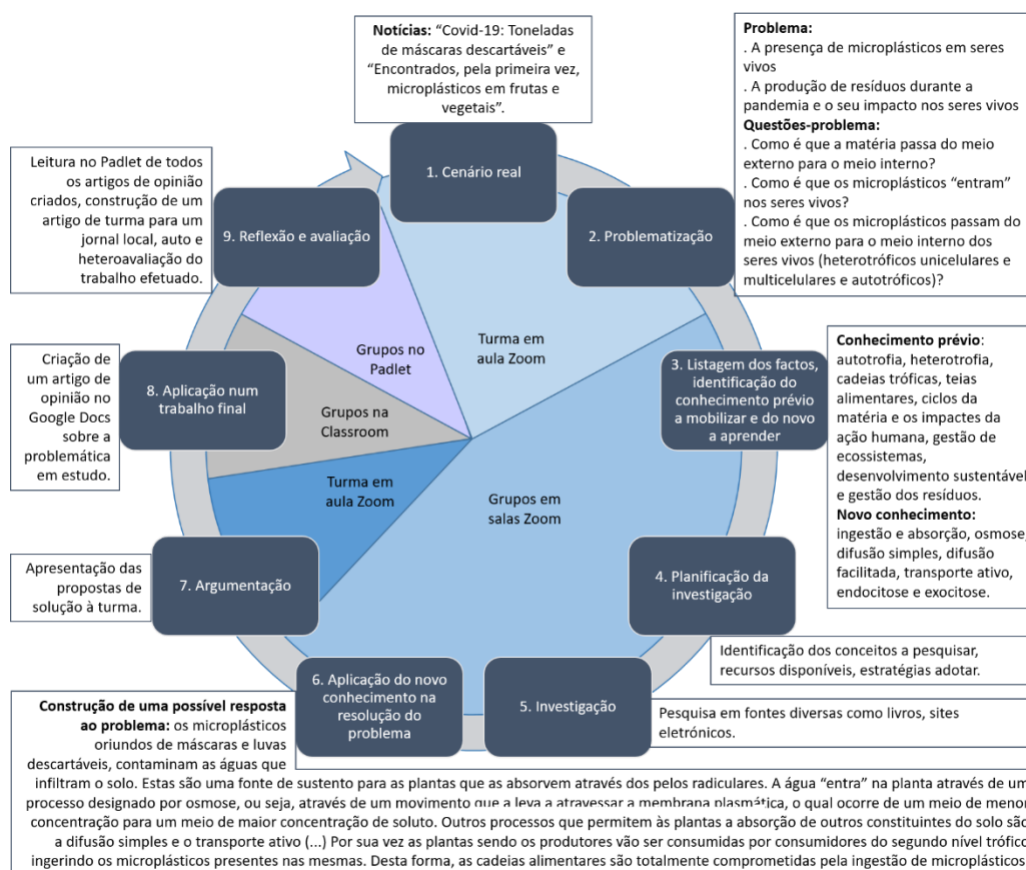 Notícias: “Covid-19: Toneladas
de máscaras descartáveis” e
“Encontrados, pela primeira vez,
microplásticos em frutas e
vegetais”.
1. Cenário real
Problema:
. A presença de microplásticos em seres
vivos
. A produção de resíduos durante a
pandemia e o seu impacto nos seres vivos
Questões-problema:
. Como é que a matéria passa do meio
externo para o meio interno?
. Como é que os microplásticos “entram”
nos seres vivos?
. Como é que os microplásticos passam do
meio externo para o meio interno dos
seres vivos (heterotróficos unicelulares e
multicelulares e autotróficos)?
2. Problematização
Conhecimento prévio:
autotrofia, heterotrofia,
cadeias tróficas, teias
alimentares, ciclos da
matéria e os impactes da
ação humana, gestão de
ecossistemas,
desenvolvimento sustentável
e gestão dos resíduos.
Novo conhecimento:
ingestão e absorção, osmose,
difusão simples, difusão
facilitada, transporte ativo,
endocitose e exocitose.
3. Listagem dos factos,
identificação do
conhecimento prévio
a mobilizar e do novo
a aprender
4. Planificação da
investigação
Identificação dos conceitos a pesquisar,
recursos disponíveis, estratégias adotar.
5. Investigação
Pesquisa em fontes diversas como livros, sites
eletrónicos.
6. Aplicação do novo
conhecimento na
resolução do
problema
Construção de uma possível resposta
ao problema: os microplásticos
oriundos de máscaras e luvas
descartáveis, contaminam as águas que
infiltram o solo. Estas são uma fonte de sustento para as plantas que as absorvem através dos pelos radiculares. A água “entra” na planta através de um
processo designado por osmose, ou seja, através de um movimento que a leva a atravessar a membrana plasmática, o qual ocorre de um meio de menor
concentração para um meio de maior concentração de soluto. Outros processos que permitem às plantas a absorção de outros constituintes do solo são
a difusão simples e o transporte ativo (...) Por sua vez as plantas sendo os produtores vão ser consumidas por consumidores do segundo nível trófico
ingerindo os microplásticos presentes nas mesmas. Desta forma, as cadeias alimentares são totalmente comprometidas pela ingestão de microplásticos
7. Argumentação
Apresentação das
propostas de
solução à turma.
8. Aplicação num
trabalho final
Criação de
um artigo de
opinião no
Google Docs
sobre a
problemática
em estudo.
9. Reflexão e avaliação
Leitura no Padlet de todos
os artigos de opinião
criados, construção de um
artigo de turma para um
jornal local, auto e
heteroavaliação do
trabalho efetuado.
Turma em
aula Zoom
Grupos em
salas Zoom
Turma em
aula Zoom
Grupos na
Classroom
Grupos no
Padlet